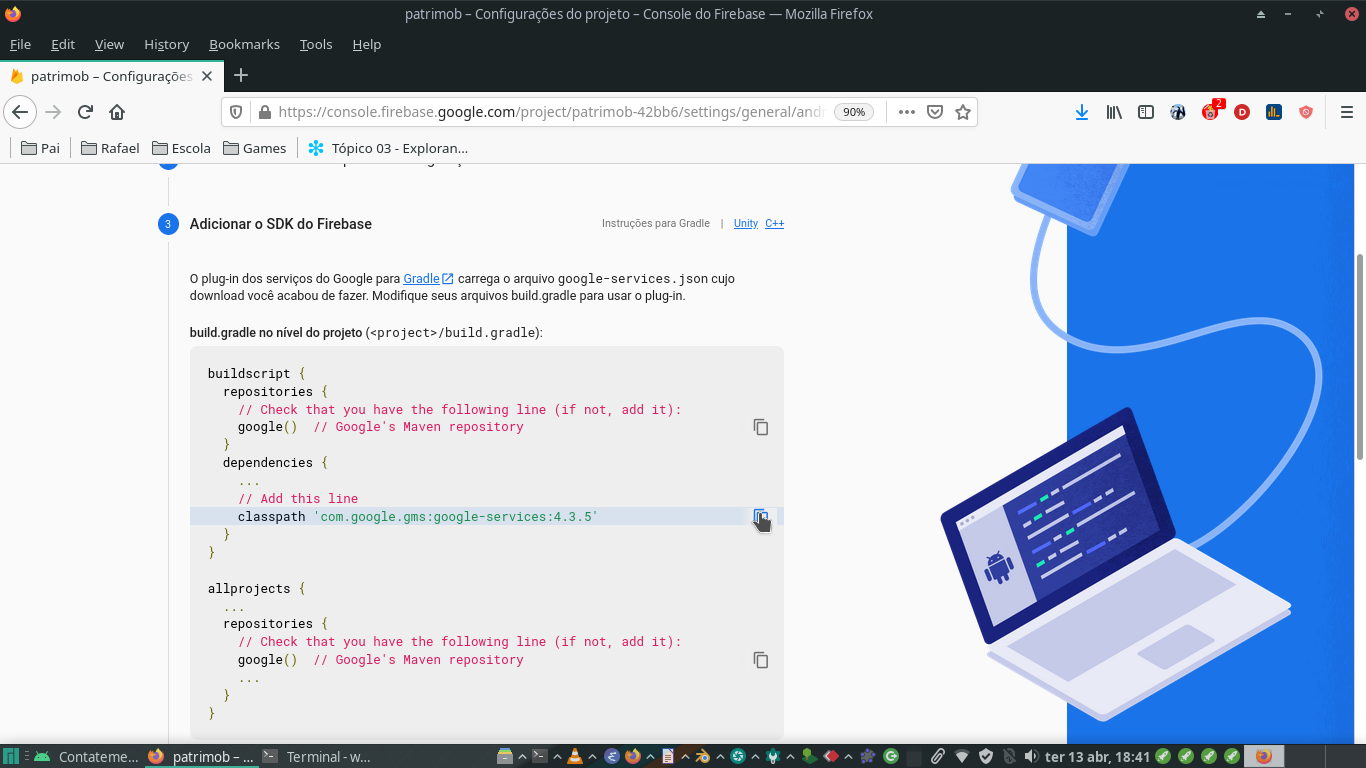 patrimob – Configurações do projeto – Console do Firebase — Mozilla Firefox
File Edit View History Bookmarks Tools Help
patrimob – Configurações
https://console.firebase.google.com/project/patrimob-42bb6/settings/general/andr 90% 2
Pai Rafael Escola Games Tópico 03 - Exploran...
3 Adicionar o SDK do Firebase Instruções para Gradle | Unity C++
O plug-in dos serviços do Google para Gradle carrega o arquivo google-services.json cujo
download você acabou de fazer. Modifique seus arquivos build.gradle para usar o plug-in.
build.gradle no nível do projeto (<project>/build.gradle):
buildscript {
repositories {
// Check that you have the following line (if not, add it):
google() // Google's Maven repository
}
dependencies {
...
// Add this line
classpath 'com.google.gms:google-services:4.3.5'
}
}
allprojects {
...
repositories {
// Check that you have the following line (if not, add it):
google() // Google's Maven repository
...
}
}
Contateme... patrimob – ... Terminal - w... ter 13 abr, 18:41